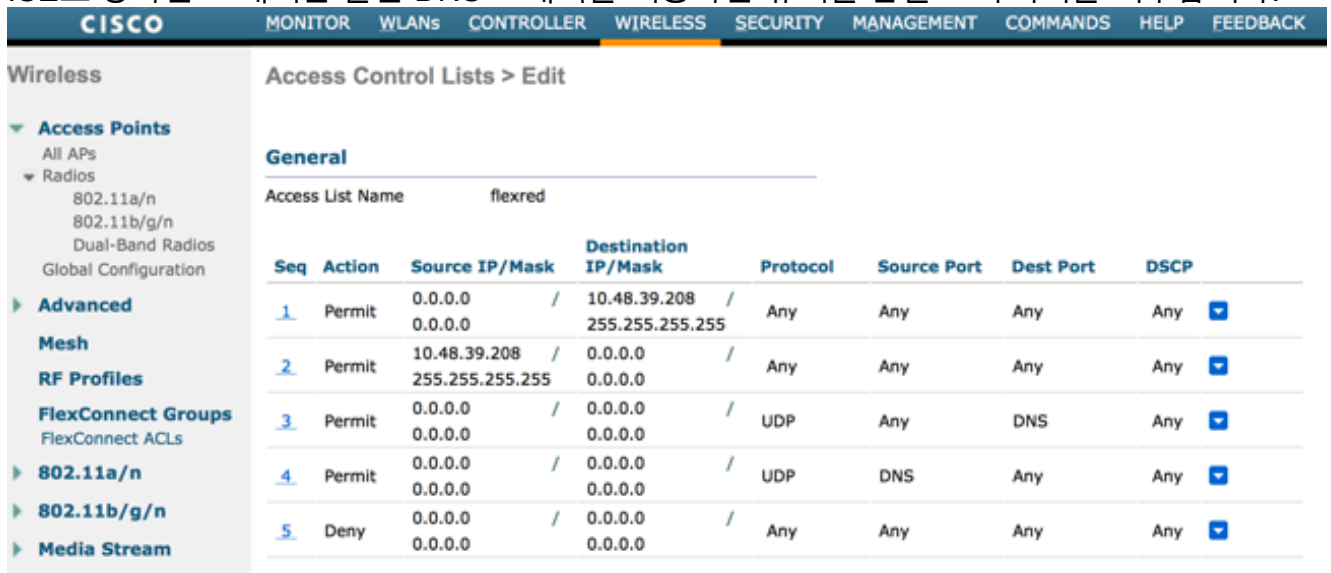 DNS
CISCO
MONITOR WLANs CONTROLLER WIRELESS SECURITY MANAGEMENT COMMANDS HELP FEEDBACK
Wireless
Access Points
All APs
Radios
802.11a/n
802.11b/g/n
Dual-Band Radios
Global Configuration
Advanced
Mesh
RF Profiles
FlexConnect Groups
FlexConnect ACLs
802.11a/n
802.11b/g/n
Media Stream
Access Control Lists > Edit
General
Access List Name flexred
Seq Action Source IP/Mask Destination IP/Mask Protocol Source Port Dest Port DSCP
1 Permit 0.0.0.0 / 10.48.39.208 / Any Any Any Any
0.0.0.0 255.255.255.255
2 Permit 10.48.39.208 / 0.0.0.0 / Any Any Any Any
255.255.255.255 0.0.0.0
3 Permit 0.0.0.0 / 0.0.0.0 / UDP Any DNS Any
0.0.0.0 0.0.0.0
4 Permit 0.0.0.0 / 0.0.0.0 / UDP DNS Any Any
0.0.0.0 0.0.0.0
5 Deny 0.0.0.0 / 0.0.0.0 / Any Any Any Any
0.0.0.0 0.0.0.0